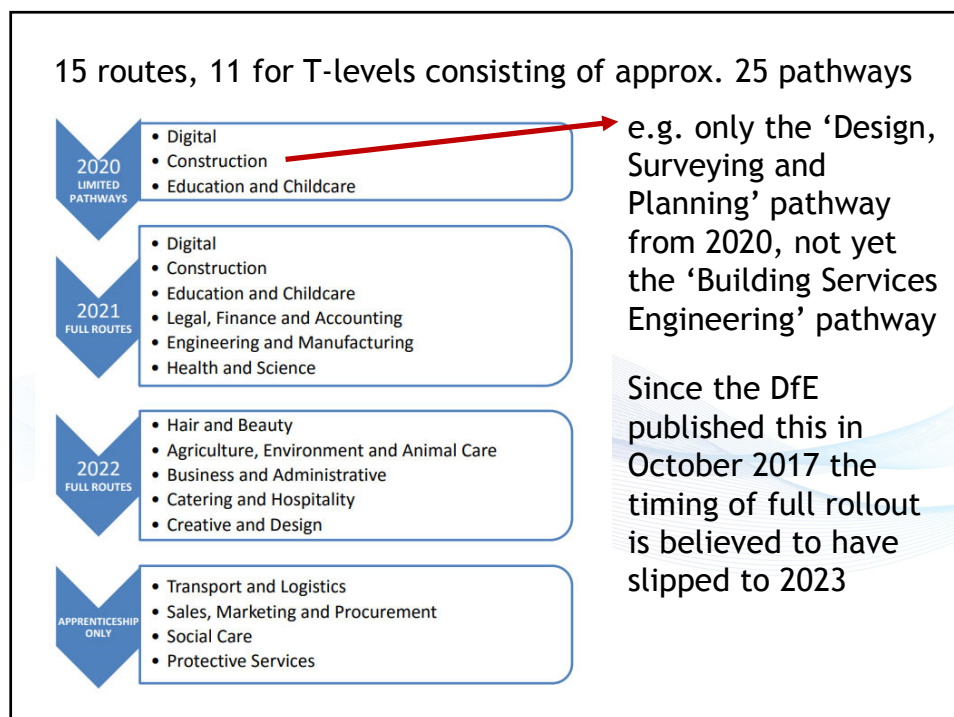 15 routes, 11 for T-levels consisting of approx. 25 pathways
2020
LIMITED
PATHWAYS
• Digital
• Construction
• Education and Childcare
2021
FULL ROUTES
• Digital
• Construction
• Education and Childcare
• Legal, Finance and Accounting
• Engineering and Manufacturing
• Health and Science
2022
FULL ROUTES
• Hair and Beauty
• Agriculture, Environment and Animal Care
• Business and Administrative
• Catering and Hospitality
• Creative and Design
APPRENTICESHIP
ONLY
• Transport and Logistics
• Sales, Marketing and Procurement
• Social Care
• Protective Services
e.g. only the ‘Design,
Surveying and
Planning’ pathway
from 2020, not yet
the ‘Building Services
Engineering’ pathway
Since the DfE
published this in
October 2017 the
timing of full rollout
is believed to have
slipped to 2023